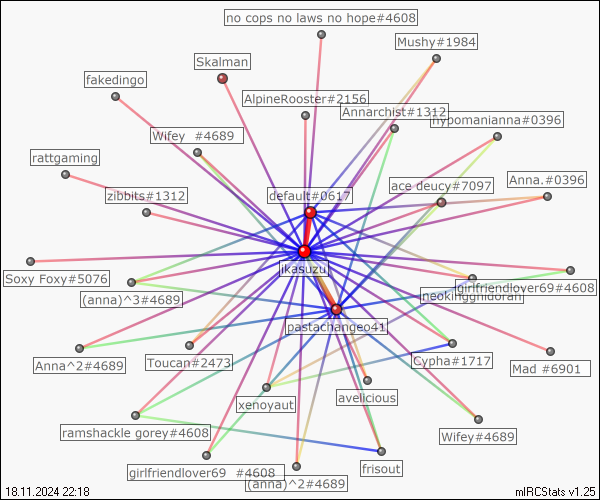 no cops no laws no hope#4608
Mushy#1984
Skalman
fakedingo
AlpineRooster#2156
Annarchist#1312
hypomanianna#0396
Wifey  #4689
rattgaming
ace deucy#7097
Anna.#0396
zibbits#1312
default#0617
jikasuzu
Soxy Foxy#5076
girlfriendlover69#4608
(anna)^3#4689
pastachangeo41
Anna^2#4689
Toucan#2473
Cypha#1717
Mad #6901
avelicious
xenoyaut
ramshackle gorey#4608
Wifey#4689
girlfriendlover69  #4608
frisout
(anna)^2#4689
18.11.2024 22:18
mIRCStats v1.25